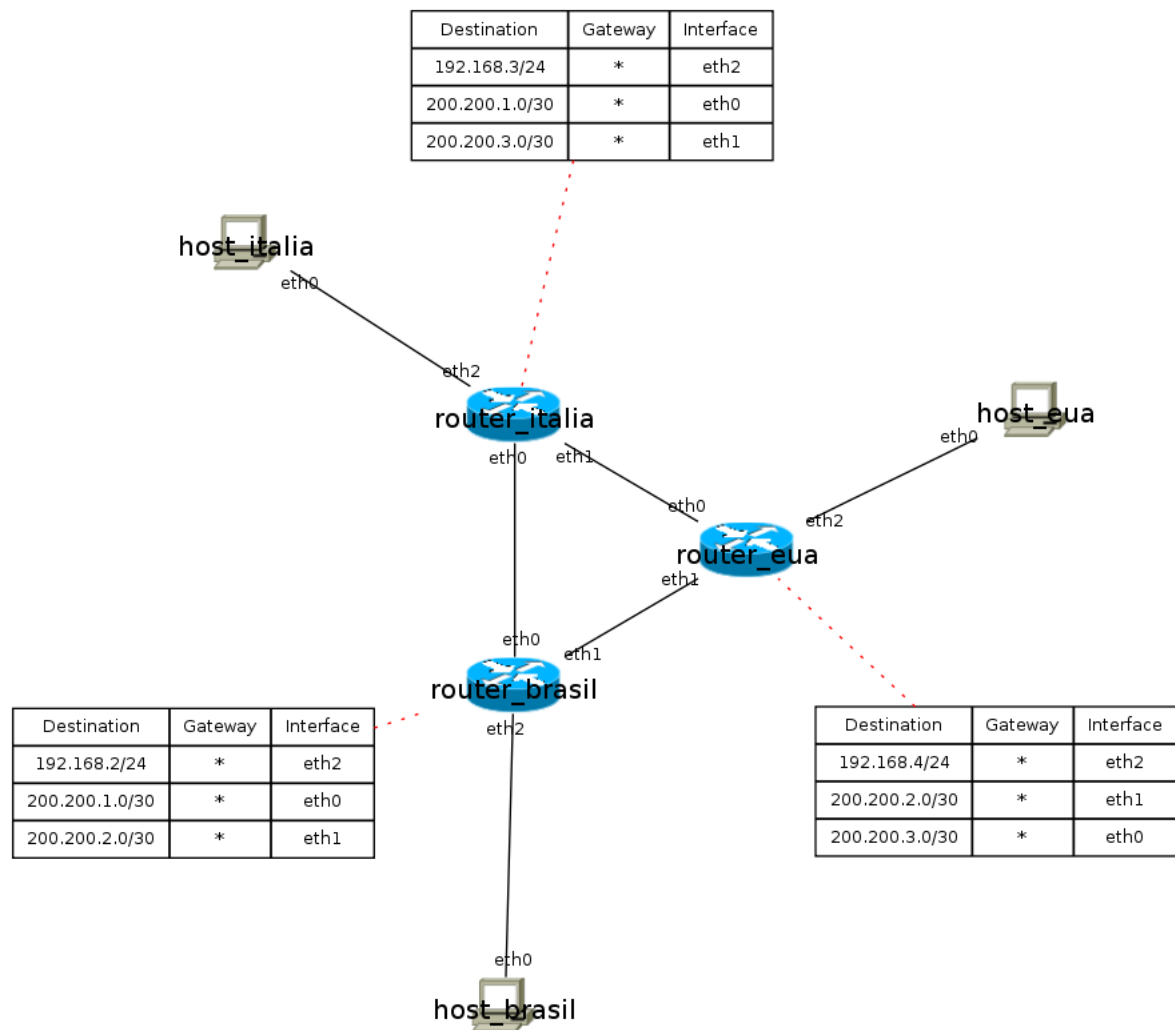 Destination Gateway Interface
192.168.3/24 * eth2
200.200.1.0/30 * eth0
200.200.3.0/30 * eth1
host_italia
eth0
eth2
router_italia
host_eua
eth0
eth0
eth1
eth0
eth2
router_eua
eth1
eth0
eth1
router_brasil
eth2
Destination Gateway Interface
192.168.2/24 * eth2
200.200.1.0/30 * eth0
200.200.2.0/30 * eth1
Destination Gateway Interface
192.168.4/24 * eth2
200.200.2.0/30 * eth1
200.200.3.0/30 * eth0
eth0
host_brasil